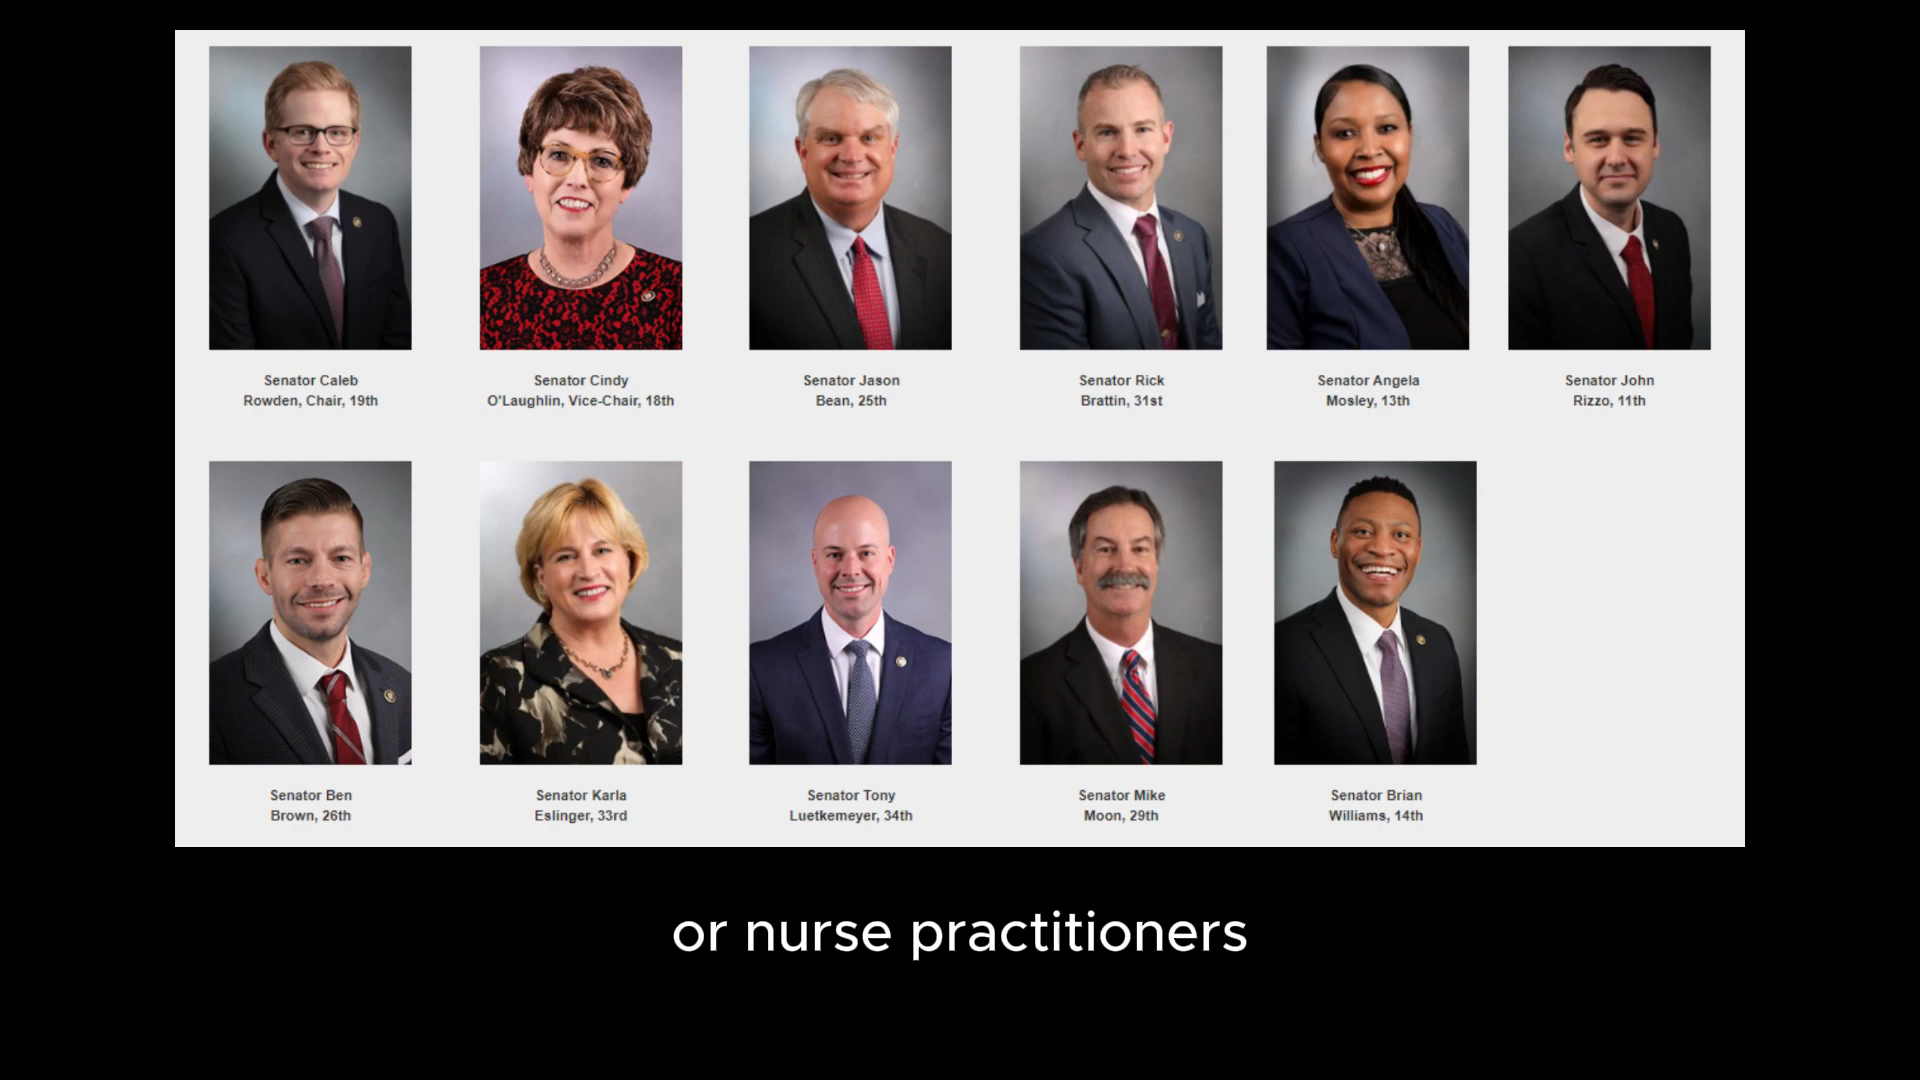 Senator Caleb
Rowden, Chair, 19th
Senator Cindy
O'Laughlin, Vice-Chair, 18th
Senator Jason
Bean, 25th
Senator Rick
Brattin, 31st
Senator Angela
Mosley, 13th
Senator John
Rizzo, 11th
Senator Ben
Brown, 26th
Senator Karla
Eslinger, 33rd
Senator Tony
Luetkemeyer, 34th
Senator Mike
Moon, 29th
Senator Brian
Williams, 14th
or nurse practitioners